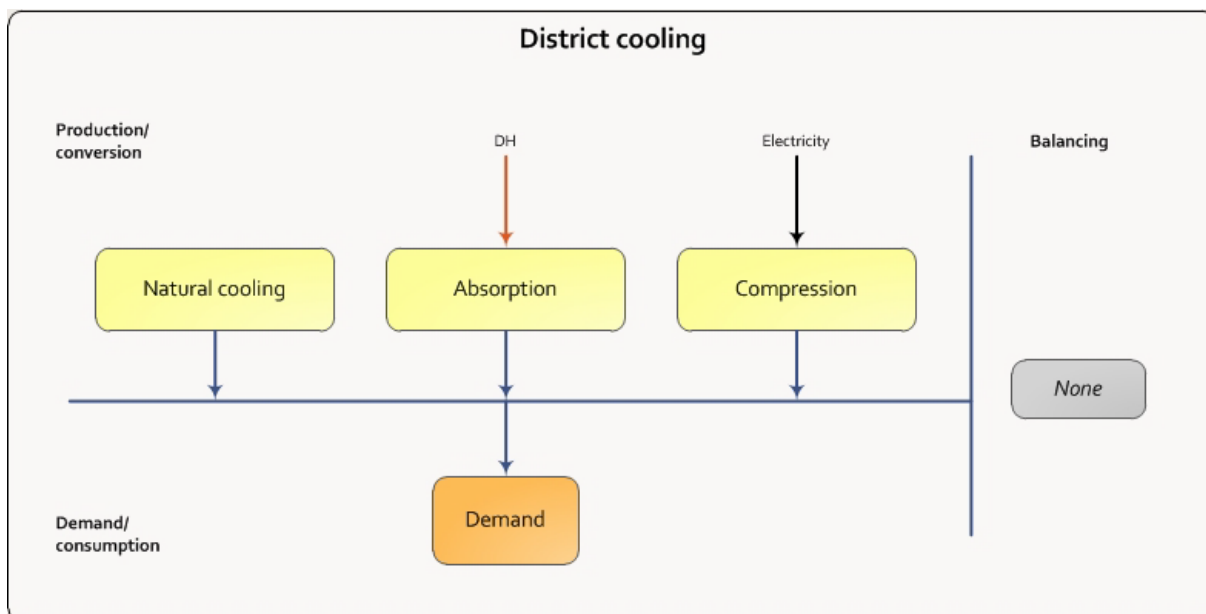 District cooling
Production/
conversion
DH
Electricity
Balancing
Natural cooling
Absorption
Compression
None
Demand/
consumption
Demand